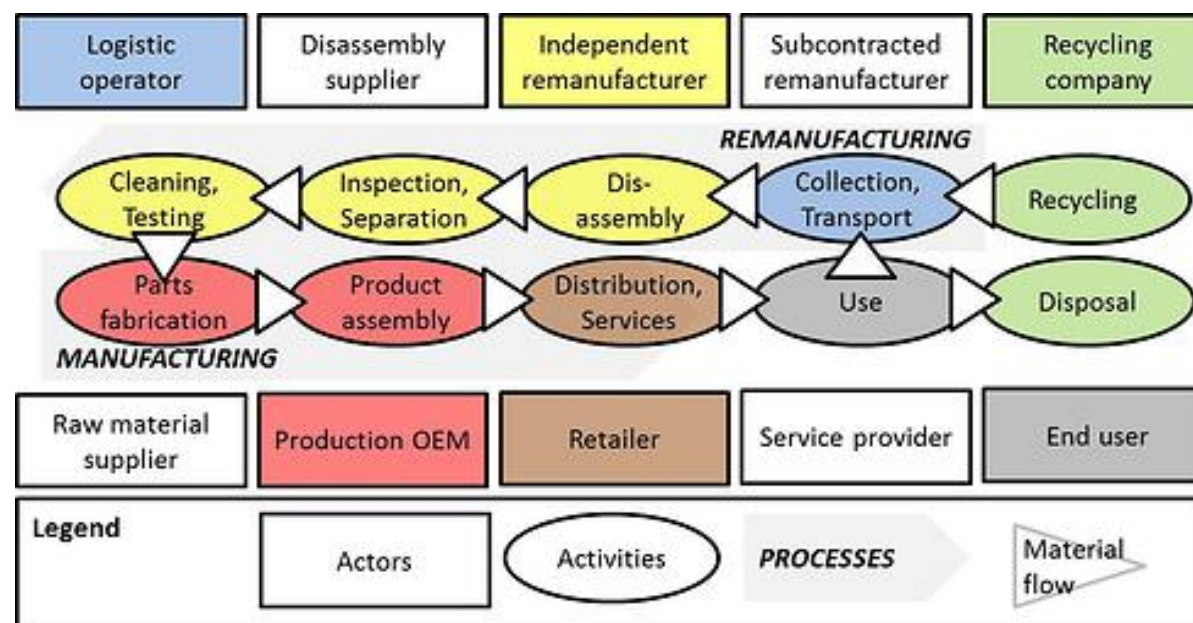 Logistic
operator
Disassembly
supplier
Independent
remanufacturer
Subcontracted
remanufacturer
Recycling
company
REMANUFACTURING
Cleaning,
Testing
Inspection,
Separation
Dis-
assembly
Collection,
Transport
Recycling
Parts
fabrication
Product
assembly
Distribution,
Services
Use
Disposal
MANUFACTURING
Raw material
supplier
Production OEM
Retailer
Service provider
End user
Legend
Actors
Activities
PROCESSES
Material
flow